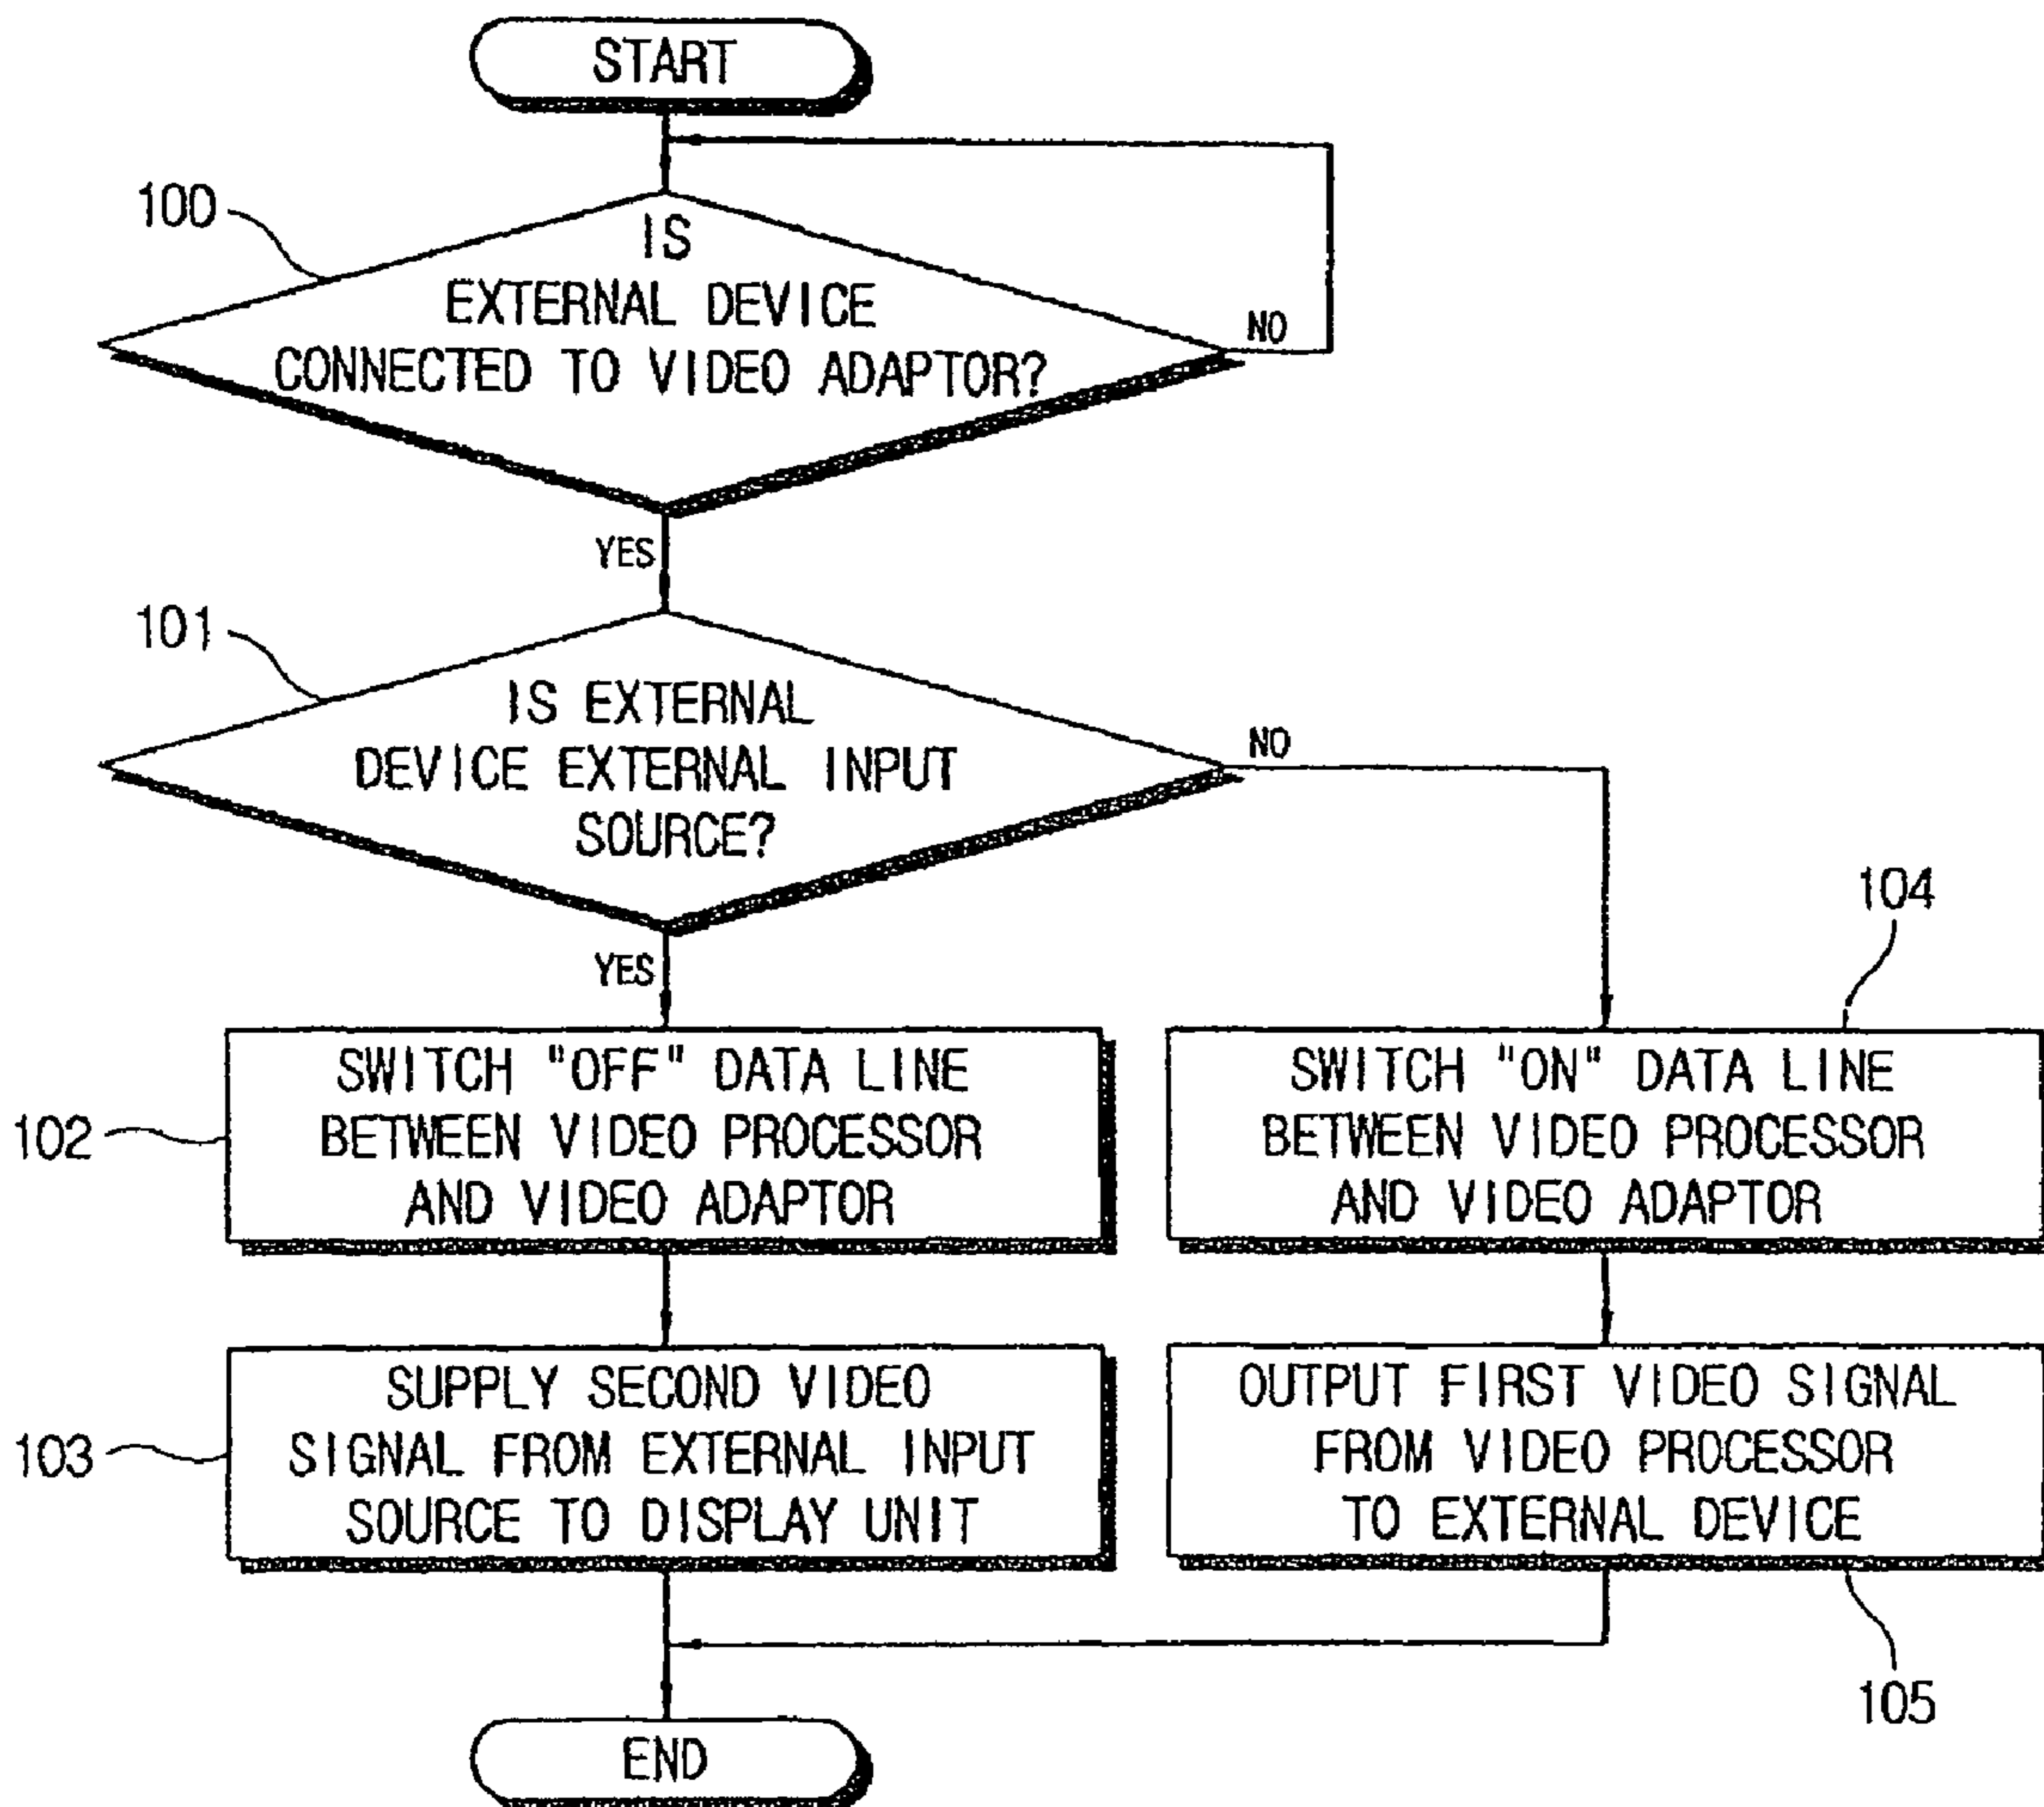 START
100
IS
EXTERNAL DEVICE
CONNECTED TO VIDEO ADAPTOR?
NO
YES
101
IS EXTERNAL
DEVICE EXTERNAL INPUT
SOURCE?
NO
YES
104
102
SWITCH "OFF" DATA LINE
BETWEEN VIDEO PROCESSOR
AND VIDEO ADAPTOR
SWITCH "ON" DATA LINE
BETWEEN VIDEO PROCESSOR
AND VIDEO ADAPTOR
103
SUPPLY SECOND VIDEO
SIGNAL FROM EXTERNAL INPUT
SOURCE TO DISPLAY UNIT
OUTPUT FIRST VIDEO SIGNAL
FROM VIDEO PROCESSOR
TO EXTERNAL DEVICE
105
END